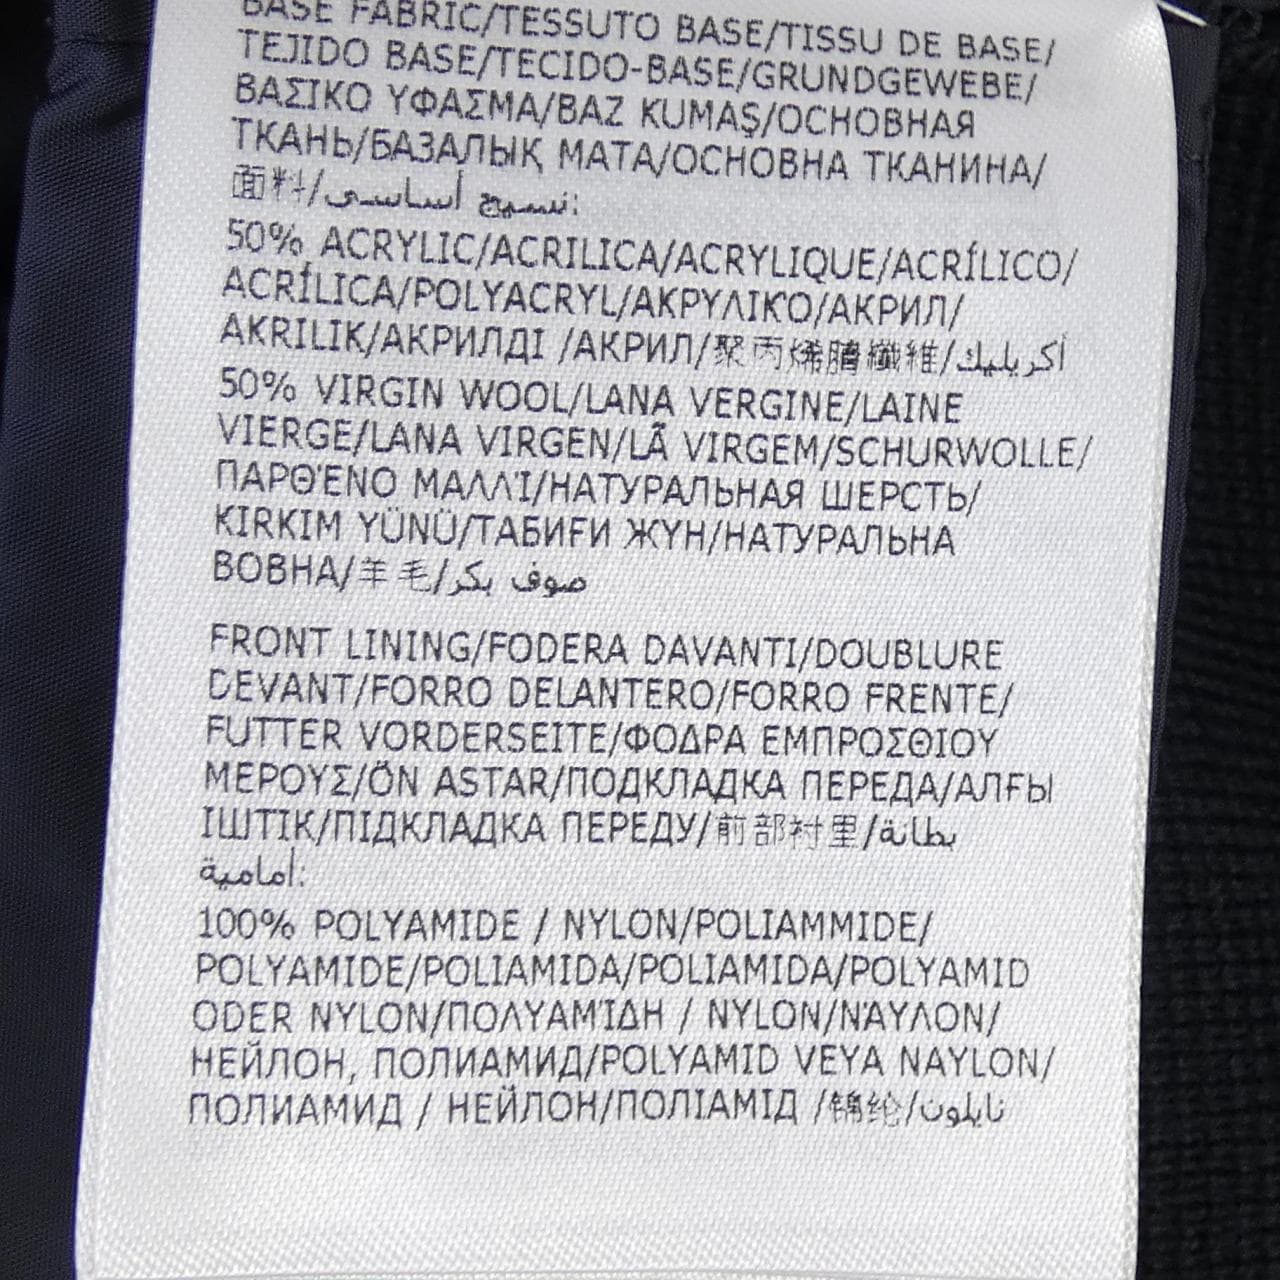 BASE FABRIC/TESSUTO BASE/TISSU DE BASE/
TEJIDO BASE/TECIDO-BASE/GRUNDGEWEBE/
ΒΑΣΙΚΟ ΥΦΑΣΜΑ/BAZ KUMAŞ/ОСНОВНАЯ
ТКАНЬ/БАЗАЛЫҚ МАТА/ОСНОВНА ТКАНИНА/
面料/نسيج أساسي:
50% ACRYLIC/ACRILICA/ACRYLIQUE/ACRÍLICO/
ACRÍLICA/POLYACRYL/ΑΚΡΥΛΙΚΌ/АКРИЛ/
AKRILIK/АКРИЛДІ /АКРИЛ/聚丙烯腈纖維/أكريليك
50% VIRGIN WOOL/LANA VERGINE/LAINE
VIERGE/LANA VIRGEN/LÃ VIRGEM/SCHURWOLLE/
ΠΑΡΘΈΝΟ ΜΑΛΛΊ/НАТУРАЛЬНАЯ ШЕРСТЬ/
KIRKIM YÜNÜ/ТАБИҒИ ЖҮН/НАТУРАЛЬНА
ВОВНА/羊毛/صوف بكر
FRONT LINING/FODERA DAVANTI/DOUBLURE
DEVANT/FORRO DELANTERO/FORRO FRENTE/
FUTTER VORDERSEITE/ΦΟΔΡΑ ΕΜΠΡΟΣΘΙΟΥ
ΜΕΡΟΥΣ/ÖN ASTAR/ПОДКЛАДКА ПЕРЕДА/АЛҒЫ
ІШТІК/ПІДКЛАДКА ПЕРЕДУ/前部衬里/بطانة
أمامية:
100% POLYAMIDE / NYLON/POLIAMMIDE/
POLYAMIDE/POLIAMIDA/POLIAMIDA/POLYAMID
ODER NYLON/ΠΟΛΥΑΜΊΔΗ / NYLON/ΝΆΥΛΟΝ/
НЕЙЛОН, ПОЛИАМИД/POLYAMID VEYA NAYLON/
ПОЛИАМИД / НЕЙЛОН/ПОЛІАМІД /锦纶/نايلون